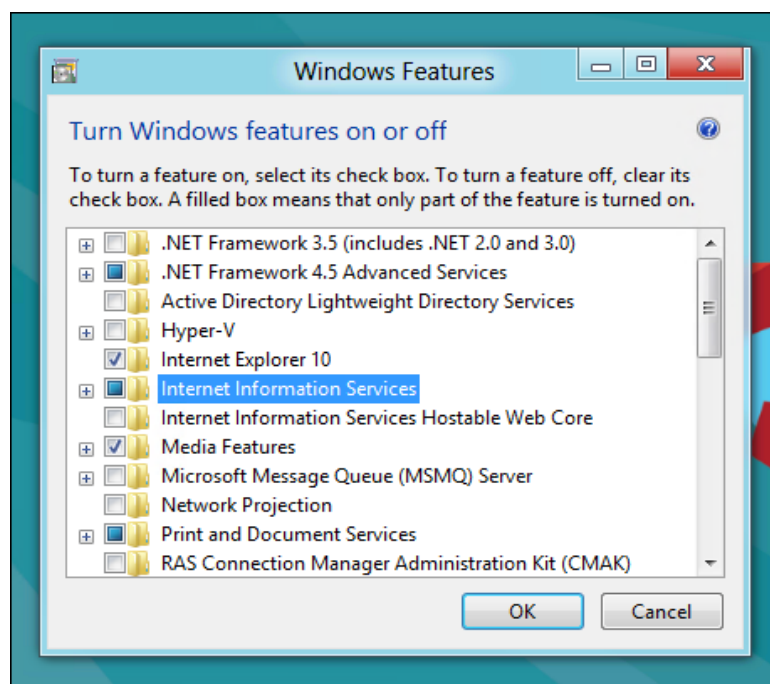 Windows Features
Turn Windows features on or off
To turn a feature on, select its check box. To turn a feature off, clear its
check box. A filled box means that only part of the feature is turned on.
.NET Framework 3.5 (includes .NET 2.0 and 3.0)
.NET Framework 4.5 Advanced Services
Active Directory Lightweight Directory Services
Hyper-V
Internet Explorer 10
Internet Information Services
Internet Information Services Hostable Web Core
Media Features
Microsoft Message Queue (MSMQ) Server
Network Projection
Print and Document Services
RAS Connection Manager Administration Kit (CMAK)
OK Cancel